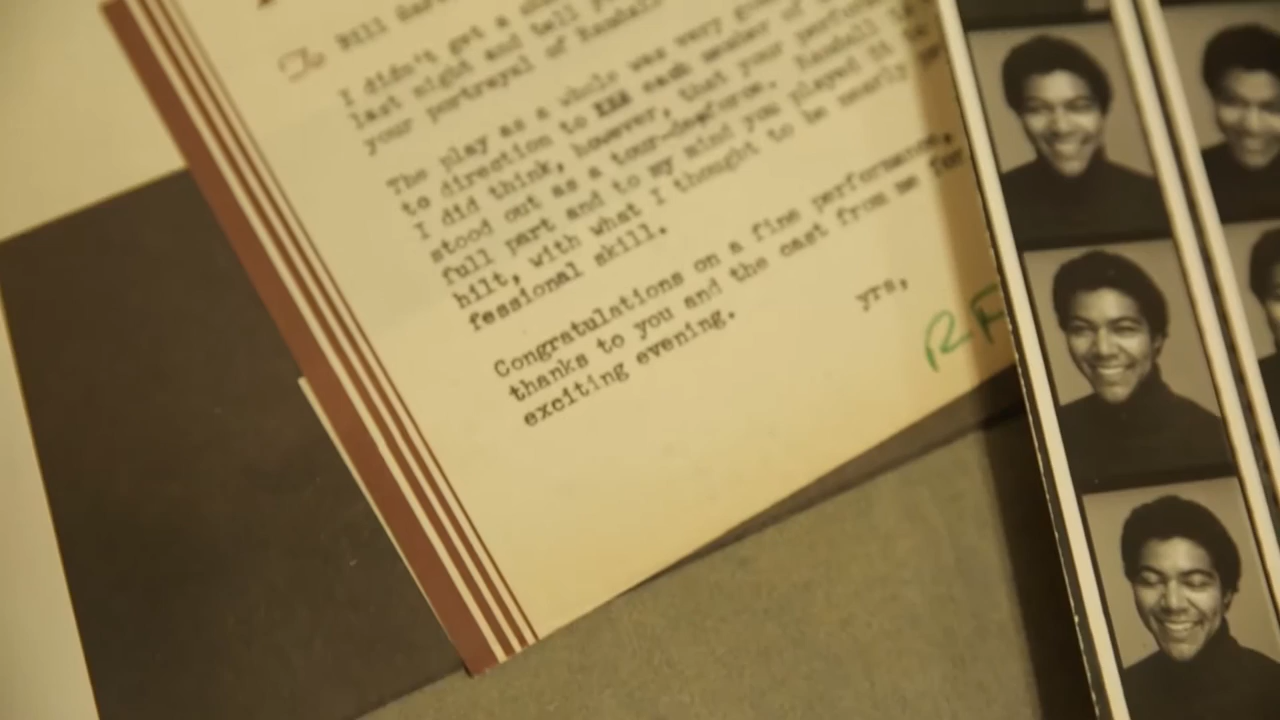 To Bill
I didn't get a
last night and tell
your portrayal of Randall
The play as a whole was very
to direction to each member of
I did think, however, that your
stood out as a tour-deforce. Randall
full part and to my mind you played it
hilt, with what I thought to be nearly
fessional skill.
Congratulations on a fine performance,
thanks to you and the cast from me for
exciting evening.
yrs,
RF